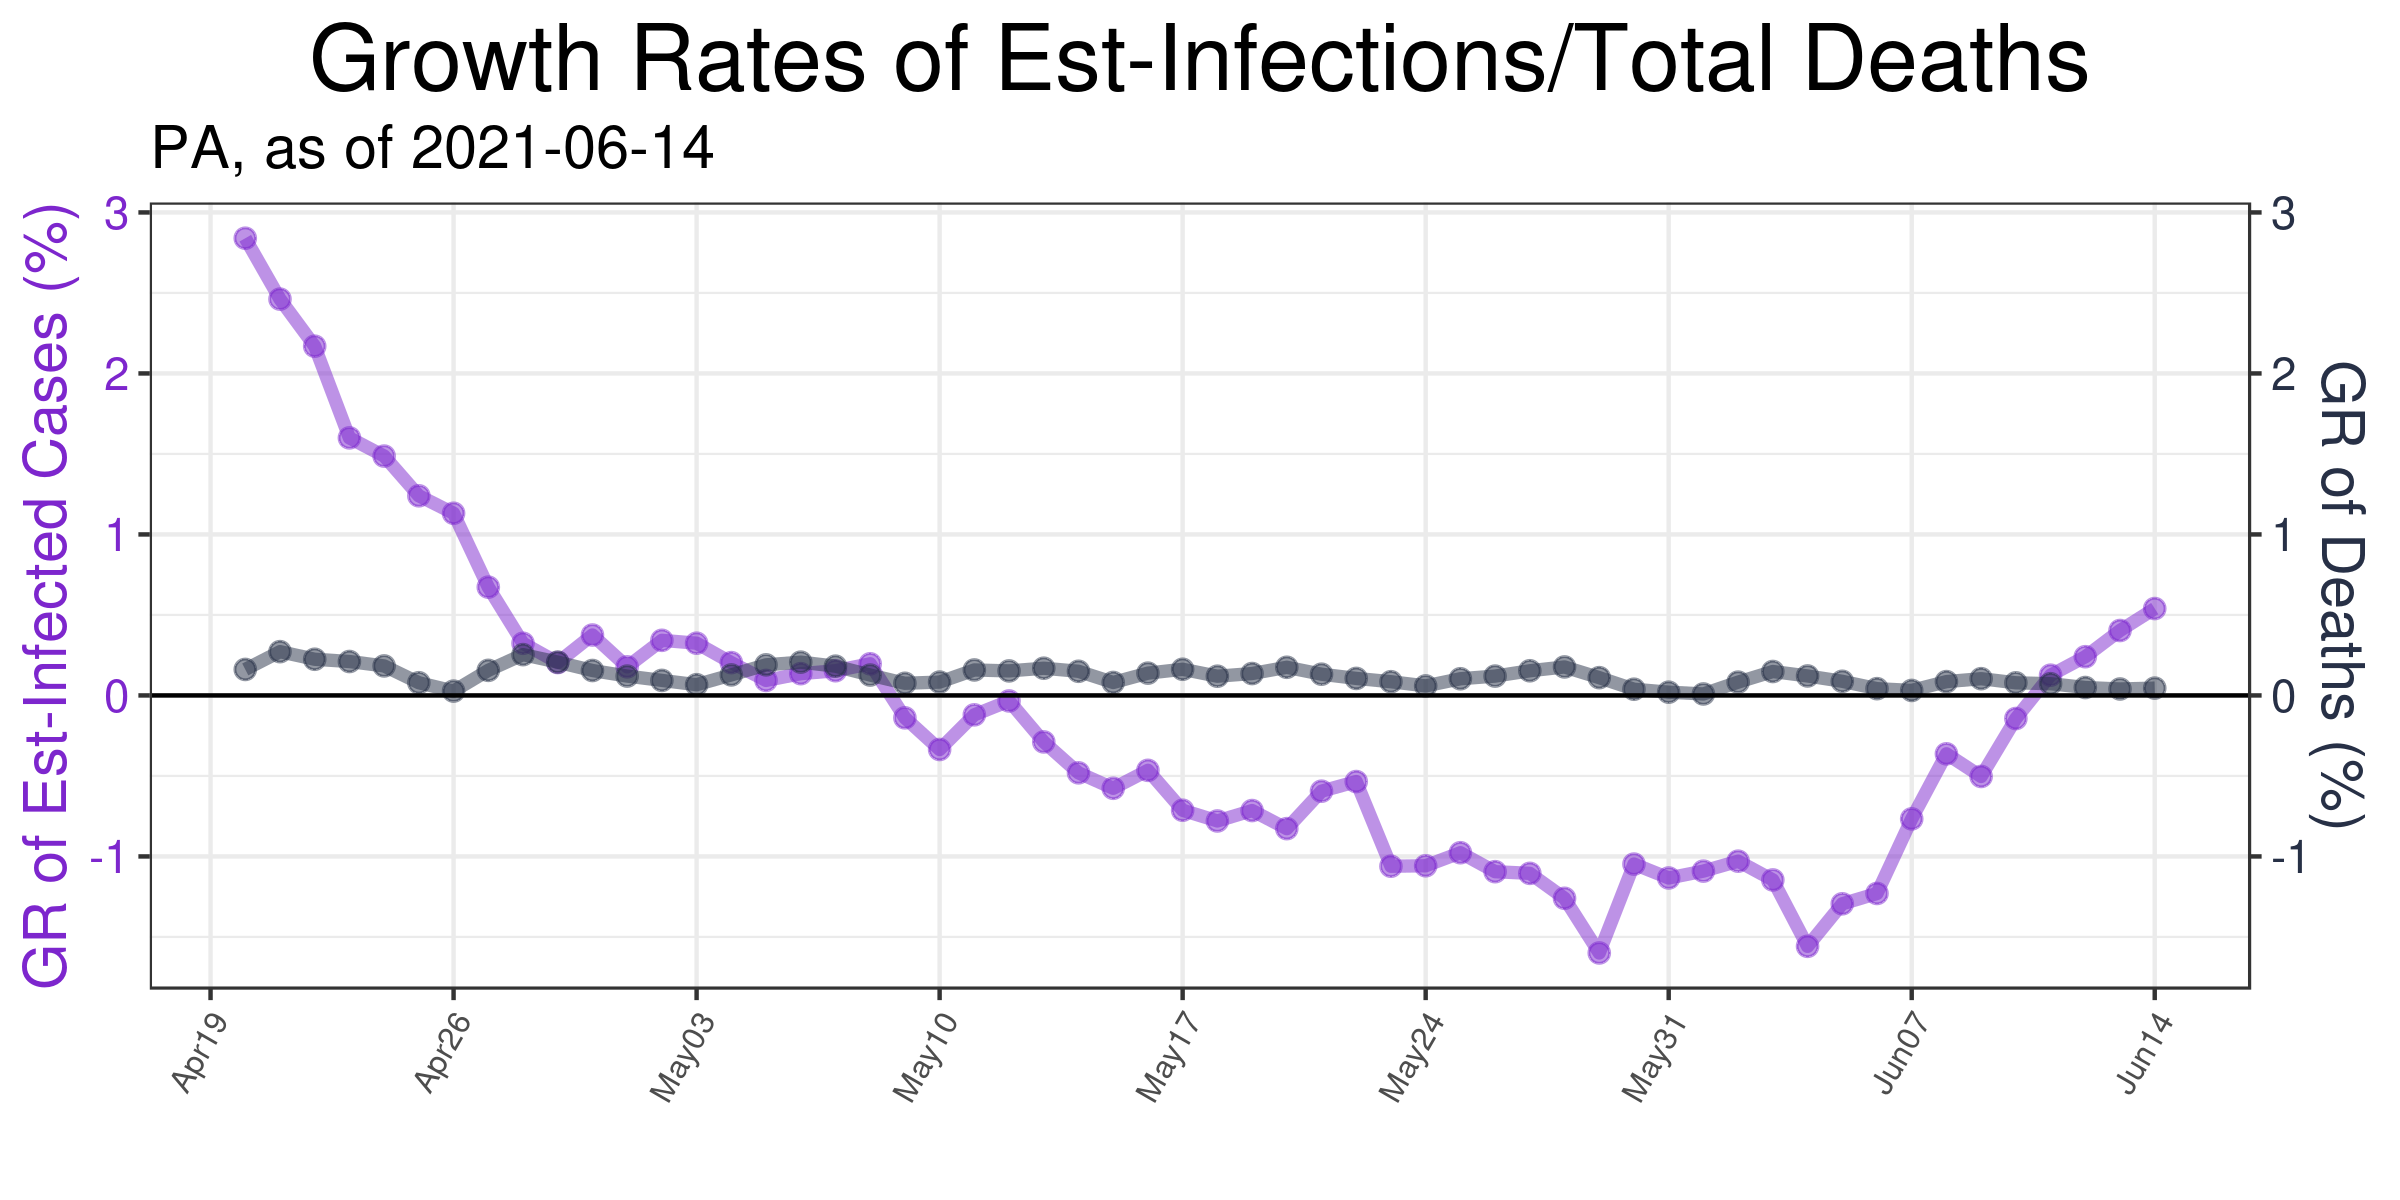 Growth Rates of Est-Infections/Total Deaths
PA, as of 2021-06-14
GR of Est-Infected Cases (%)
3
2
1
0
-1
3
2
1
0
-1
GR of Deaths (%)
Apr19
Apr26
May03
May10
May17
May24
May31
Jun07
Jun14